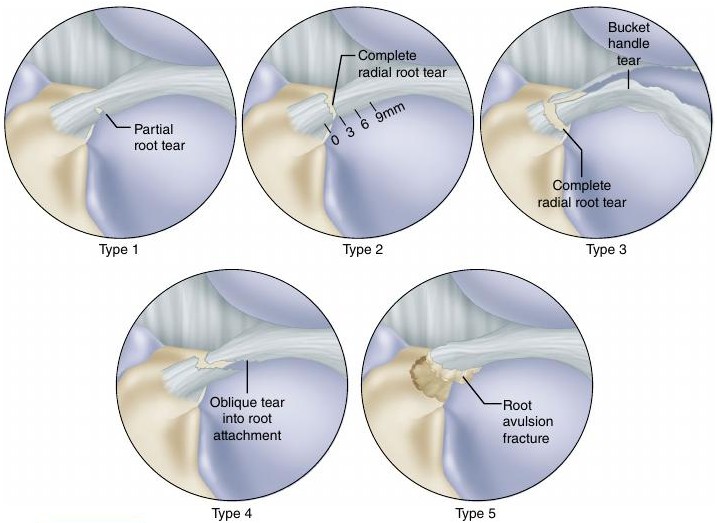 Partial
root tear
Type 1
Complete
radial root tear
0 3 6 9mm
Type 2
Bucket
handle
tear
Complete
radial root tear
Type 3
Oblique tear
into root
attachment
Type 4
Root
avulsion
fracture
Type 5